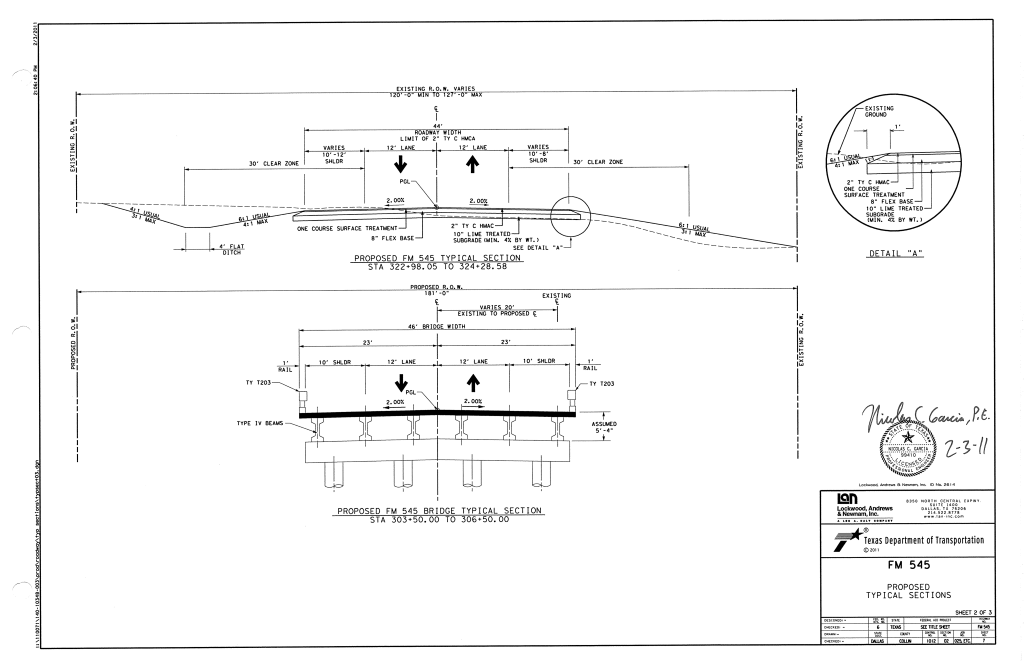 2/3/2011
2:06:40 PM
EXISTING R.O.W. VARIES
120'-0" MIN TO 127'-0" MAX
EXISTING R.O.W.
EXISTING R.O.W.
℄
44'
ROADWAY WIDTH
LIMIT OF 2" TY C HMCA
VARIES
10'-12'
SHLDR
12' LANE
12' LANE
VARIES
10'-8'
SHLDR
30' CLEAR ZONE
30' CLEAR ZONE
PGL
2.00%
2.00%
4:1 USUAL
3:1 MAX
6:1 USUAL
4:1 MAX
4' FLAT
DITCH
ONE COURSE SURFACE TREATMENT
8" FLEX BASE
2" TY C HMAC
10" LIME TREATED
SUBGRADE (MIN. 4% BY WT.)
SEE DETAIL "A"
6:1 USUAL
3:1 MAX
PROPOSED FM 545 TYPICAL SECTION
STA 322+98.05 TO 324+28.58
EXISTING
GROUND
1'
6:1 USUAL
4:1 MAX
2" TY C HMAC
ONE COURSE
SURFACE TREATMENT
8" FLEX BASE
10" LIME TREATED
SUBGRADE
(MIN. 4% BY WT.)
DETAIL "A"
PROPOSED R.O.W.
181'-0"
PROPOSED R.O.W.
EXISTING R.O.W.
℄
EXISTING
℄
VARIES 20'
EXISTING TO PROPOSED ℄
46' BRIDGE WIDTH
23'
23'
1'
RAIL
10' SHLDR
12' LANE
12' LANE
10' SHLDR
1'
RAIL
TY T203
TY T203
PGL
2.00%
2.00%
TYPE IV BEAMS
ASSUMED
5'-4"
PROPOSED FM 545 BRIDGE TYPICAL SECTION
STA 303+50.00 TO 306+50.00
Nicolas C Garcia, P.E.
2-3-11
STATE OF TEXAS
NICOLAS C. GARCIA
99410
LICENSED
PROFESSIONAL ENGINEER
Lockwood, Andrews & Newnam, Inc. ID No. 2614
lan
Lockwood, Andrews
& Newnam, Inc.
A LEO A. DALY COMPANY
8350 NORTH CENTRAL EXPWY
SUITE 1400
DALLAS, TX 75206
214.522.8778
www.lan-inc.com
Texas Department of Transportation
© 2011
FM 545
PROPOSED
TYPICAL SECTIONS
SHEET 2 OF 3
STATE
FEDERAL AID PROJECT
HIGHWAY NO.
6
TEXAS
SEE TITLE SHEET
FM 545
COUNTY
CONTROL NO.
SECTION NO.
JOB NO.
SHEET NO.
DALLAS
COLLIN
1012
02
025, ETC.
7